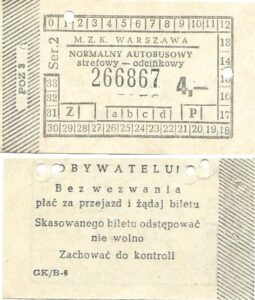 0 1 2 3 4 5 6 7 8 9 10 11 12
Ser. 2
M. Z. K. WARSZAWA
13
NORMALNY AUTOBUSOWY
14
strefowy — odcinkowy
15
266867 4,—
16
POZ 3
33
32
31
Z a b c d P
17
30 29 28 27 26 25 24 23 22 21 20 19 18
OBYWATELU!
Bez wezwania
płać za przejazd i żądaj biletu
Skasowanego biletu odstępować
nie wolno
Zachować do kontroli
GK/B-6